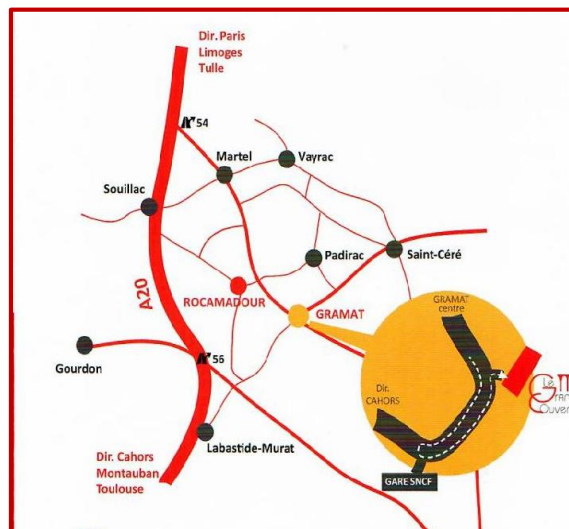 Dir. Paris
Limoges
Tulle
54
Martel
Vayrac
Souillac
Padirac
Saint-Céré
A20
ROCAMADOUR
GRAMAT
GRAMAT
centre
56
Gourdon
Dir.
CAHORS
Le
Labastide-Murat
GARE SNCF
Dir. Cahors
Montauban
Toulouse